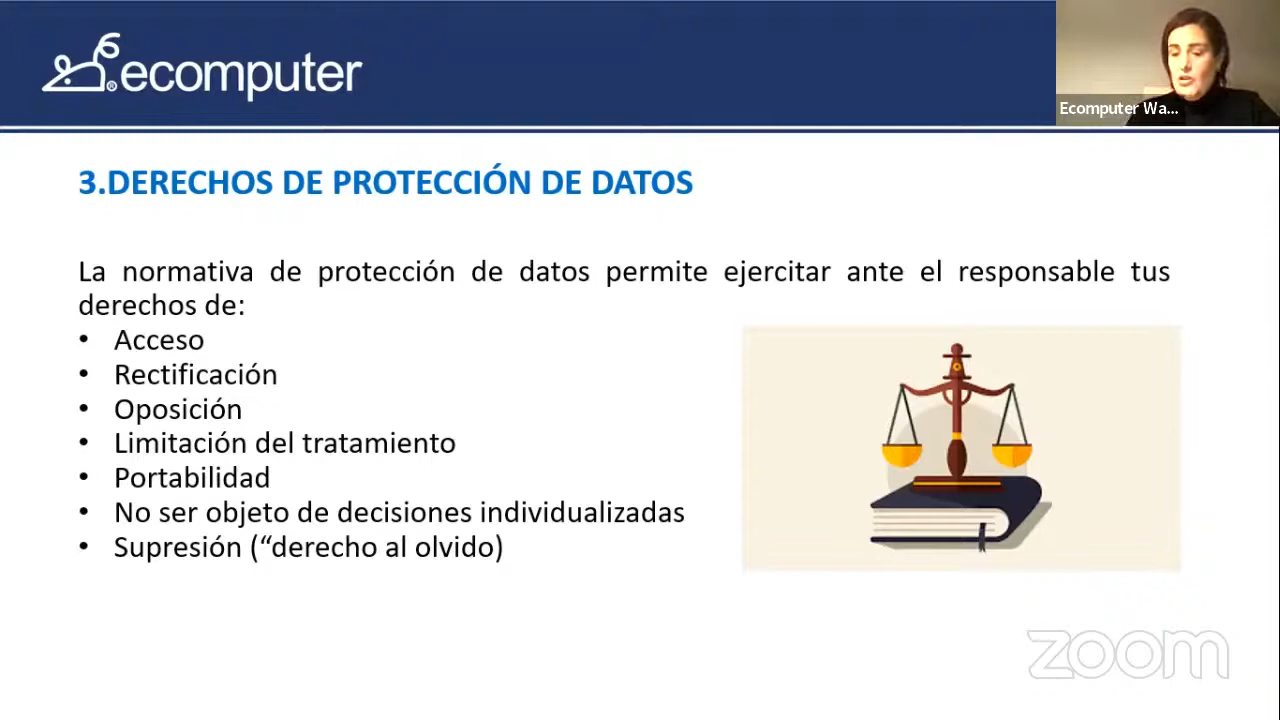 ecomputer
Ecomputer Wa...
3.DERECHOS DE PROTECCIÓN DE DATOS
La normativa de protección de datos permite ejercitar ante el responsable tus
derechos de:
• Acceso
• Rectificación
• Oposición
• Limitación del tratamiento
• Portabilidad
• No ser objeto de decisiones individualizadas
• Supresión (“derecho al olvido)
zoom